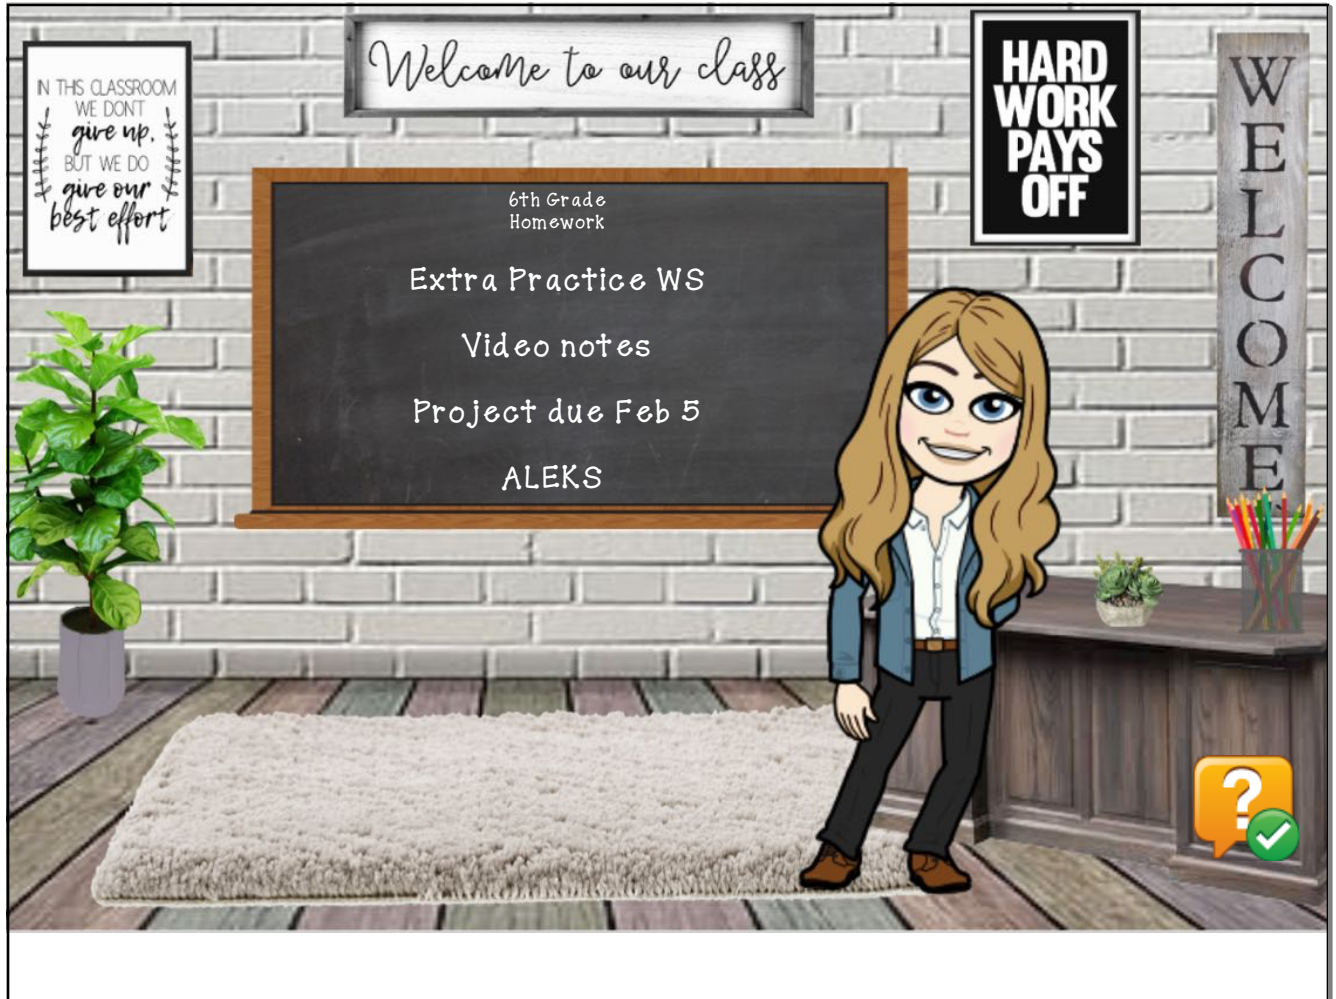 Welcome to our class
IN THIS CLASSROOM
WE DON'T
give up,
BUT WE DO
give our
best effort
HARD
WORK
PAYS
OFF
WELCOME
6th Grade
Homework
Extra Practice WS
Video notes
Project due Feb 5
ALEKS
?